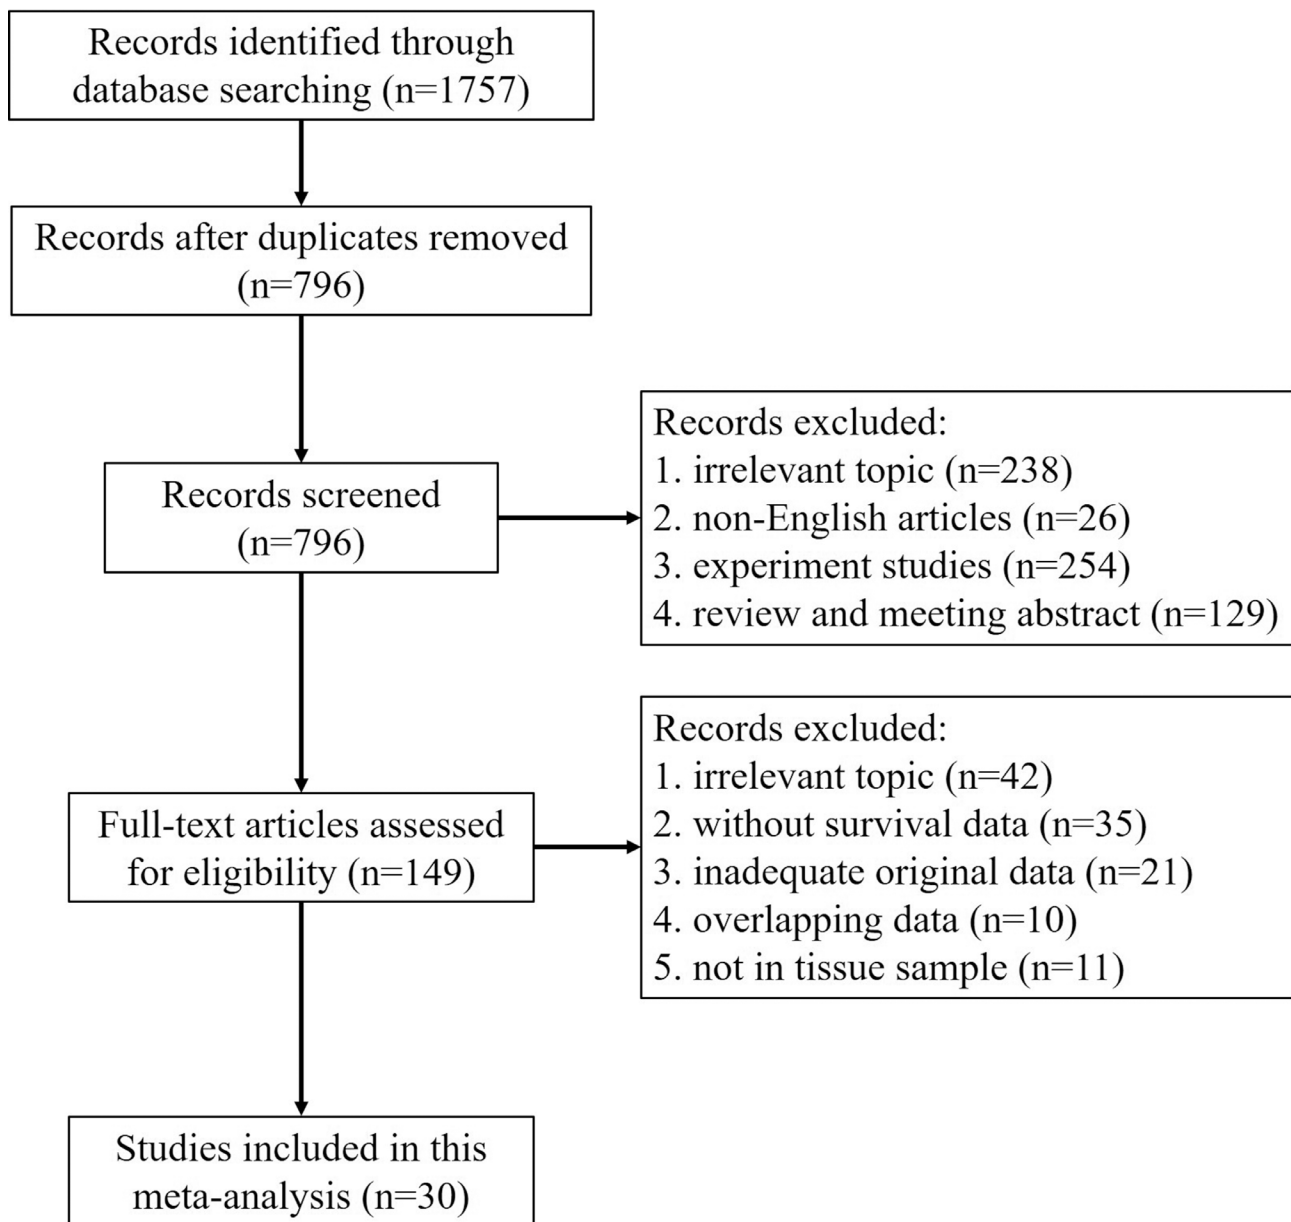 Records identified through
database searching (n=1757)
Records after duplicates removed
(n=796)
Records screened
(n=796)
Records excluded:
1. irrelevant topic (n=238)
2. non-English articles (n=26)
3. experiment studies (n=254)
4. review and meeting abstract (n=129)
Full-text articles assessed
for eligibility (n=149)
Records excluded:
1. irrelevant topic (n=42)
2. without survival data (n=35)
3. inadequate original data (n=21)
4. overlapping data (n=10)
5. not in tissue sample (n=11)
Studies included in this
meta-analysis (n=30)